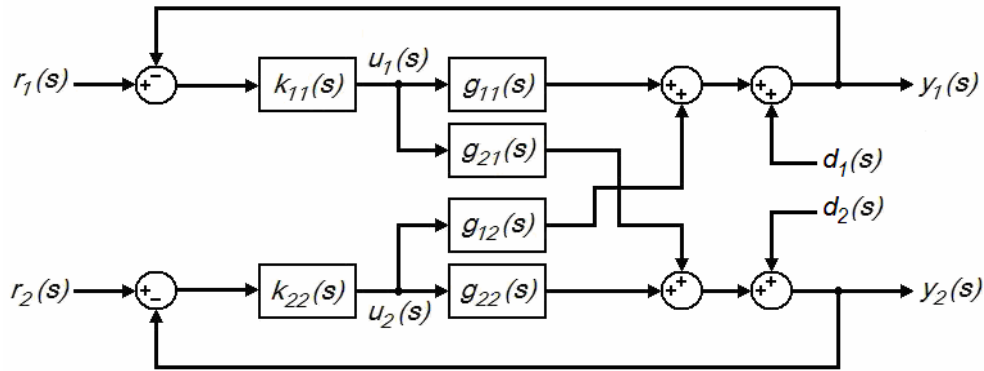 r₁(s)
+
−
k₁₁(s)
u₁(s)
g₁₁(s)
+
+
+
+
y₁(s)
g₂₁(s)
d₁(s)
g₁₂(s)
d₂(s)
r₂(s)
+
−
k₂₂(s)
u₂(s)
g₂₂(s)
+
+
+
+
y₂(s)